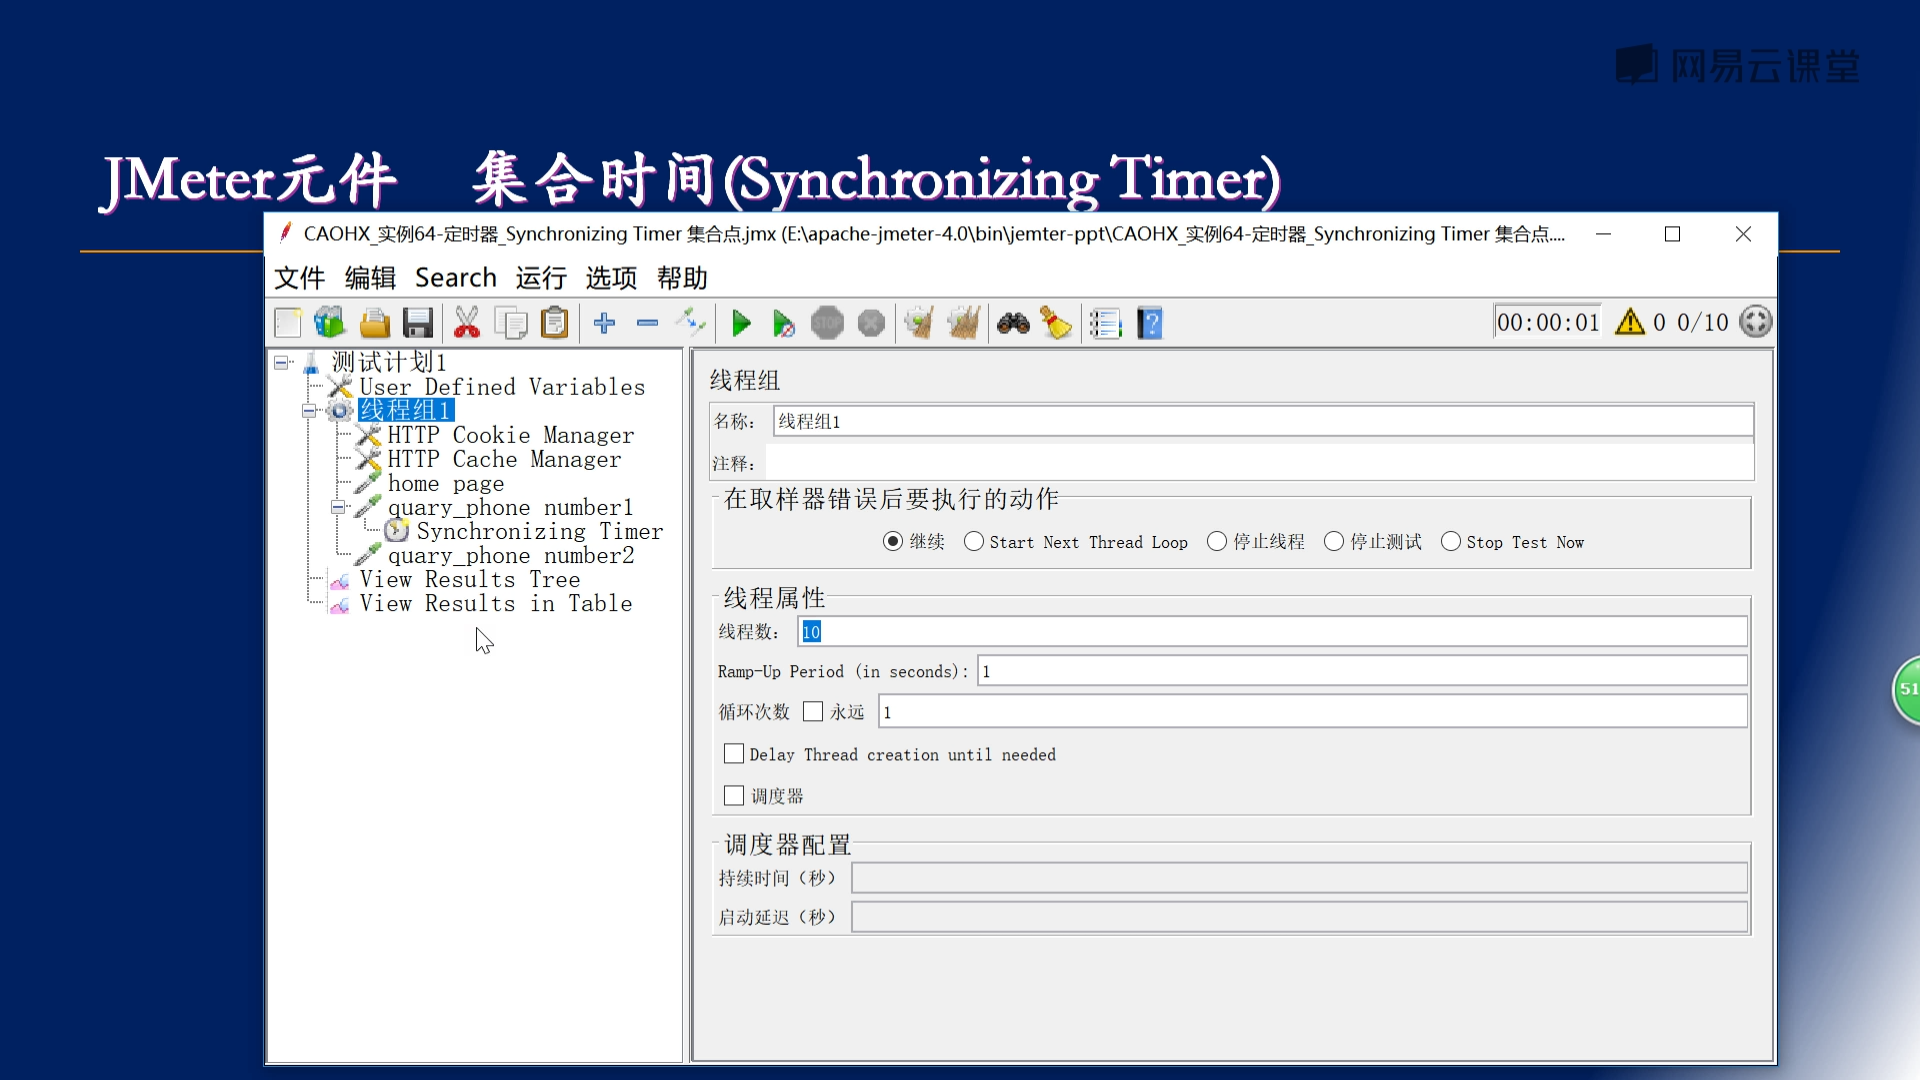 网易云课堂
JMeter元件 集合时间(Synchronizing Timer)
CAOHX_实例64-定时器_Synchronizing Timer 集合点.jmx (E:\apache-jmeter-4.0\bin\jemter-ppt\CAOHX_实例64-定时器_Synchronizing Timer 集合点....
文件 编辑 Search 运行 选项 帮助
STOP
00:00:01 0 0/10
测试计划1
User Defined Variables
线程组1
HTTP Cookie Manager
HTTP Cache Manager
home page
quary_phone number1
Synchronizing Timer
quary_phone number2
View Results Tree
View Results in Table
线程组
名称: 线程组1
注释:
在取样器错误后要执行的动作
继续 Start Next Thread Loop 停止线程 停止测试 Stop Test Now
线程属性
线程数: 10
Ramp-Up Period (in seconds): 1
循环次数 永远 1
Delay Thread creation until needed
调度器
调度器配置
持续时间（秒）
启动延迟（秒）
51